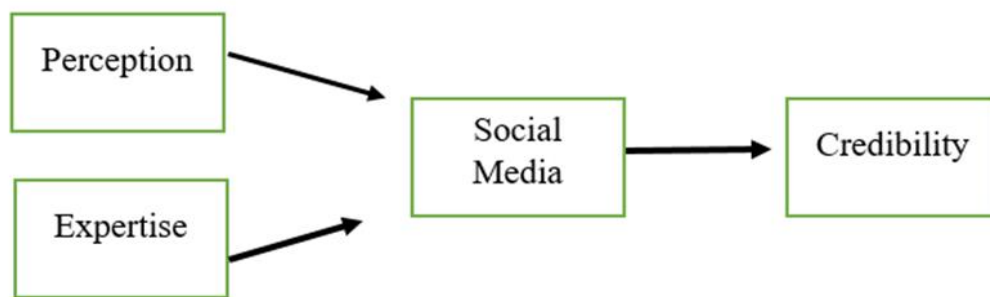 Perception
Expertise
Social
Media
Credibility